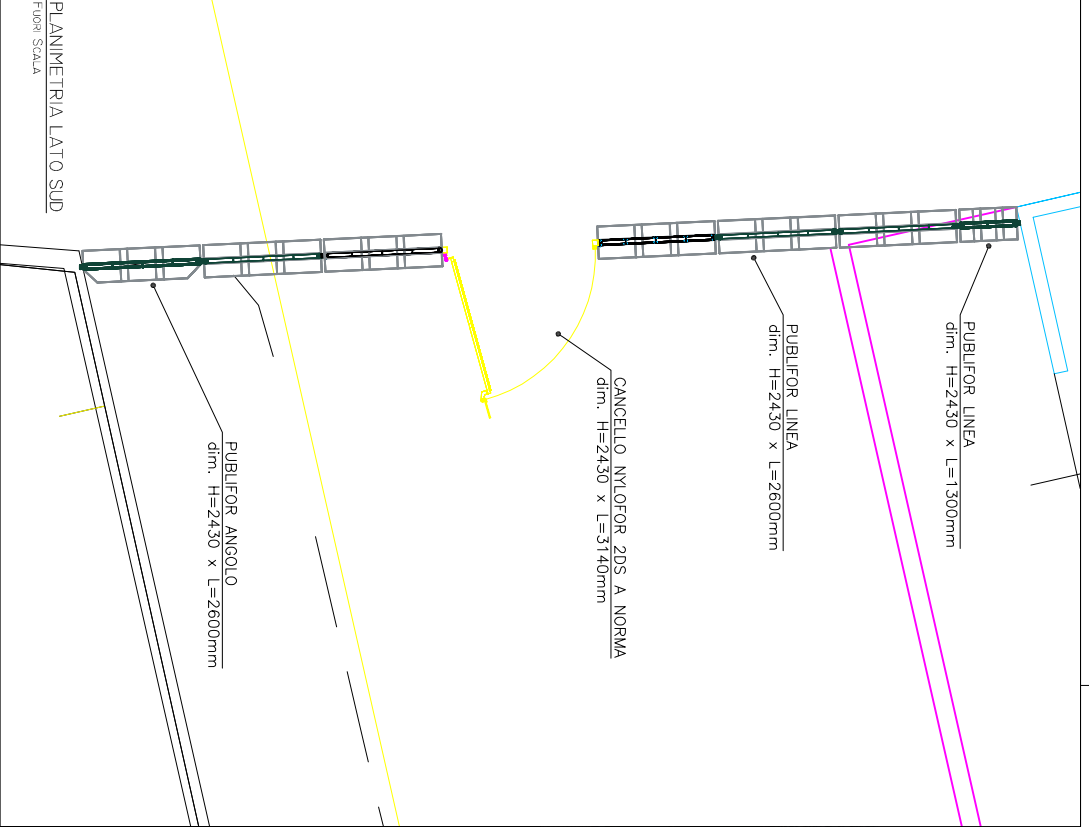 PUBLIFOR LINEA
dim. H=2430 x L=1300mm
PUBLIFOR LINEA
dim. H=2430 x L=2600mm
CANCELLO NYLOFOR 2DS A NORMA
dim. H=2430 x L=3140mm
PUBLIFOR ANGOLO
dim. H=2430 x L=2600mm
PLANIMETRIA LATO SUD
FUORI SCALA